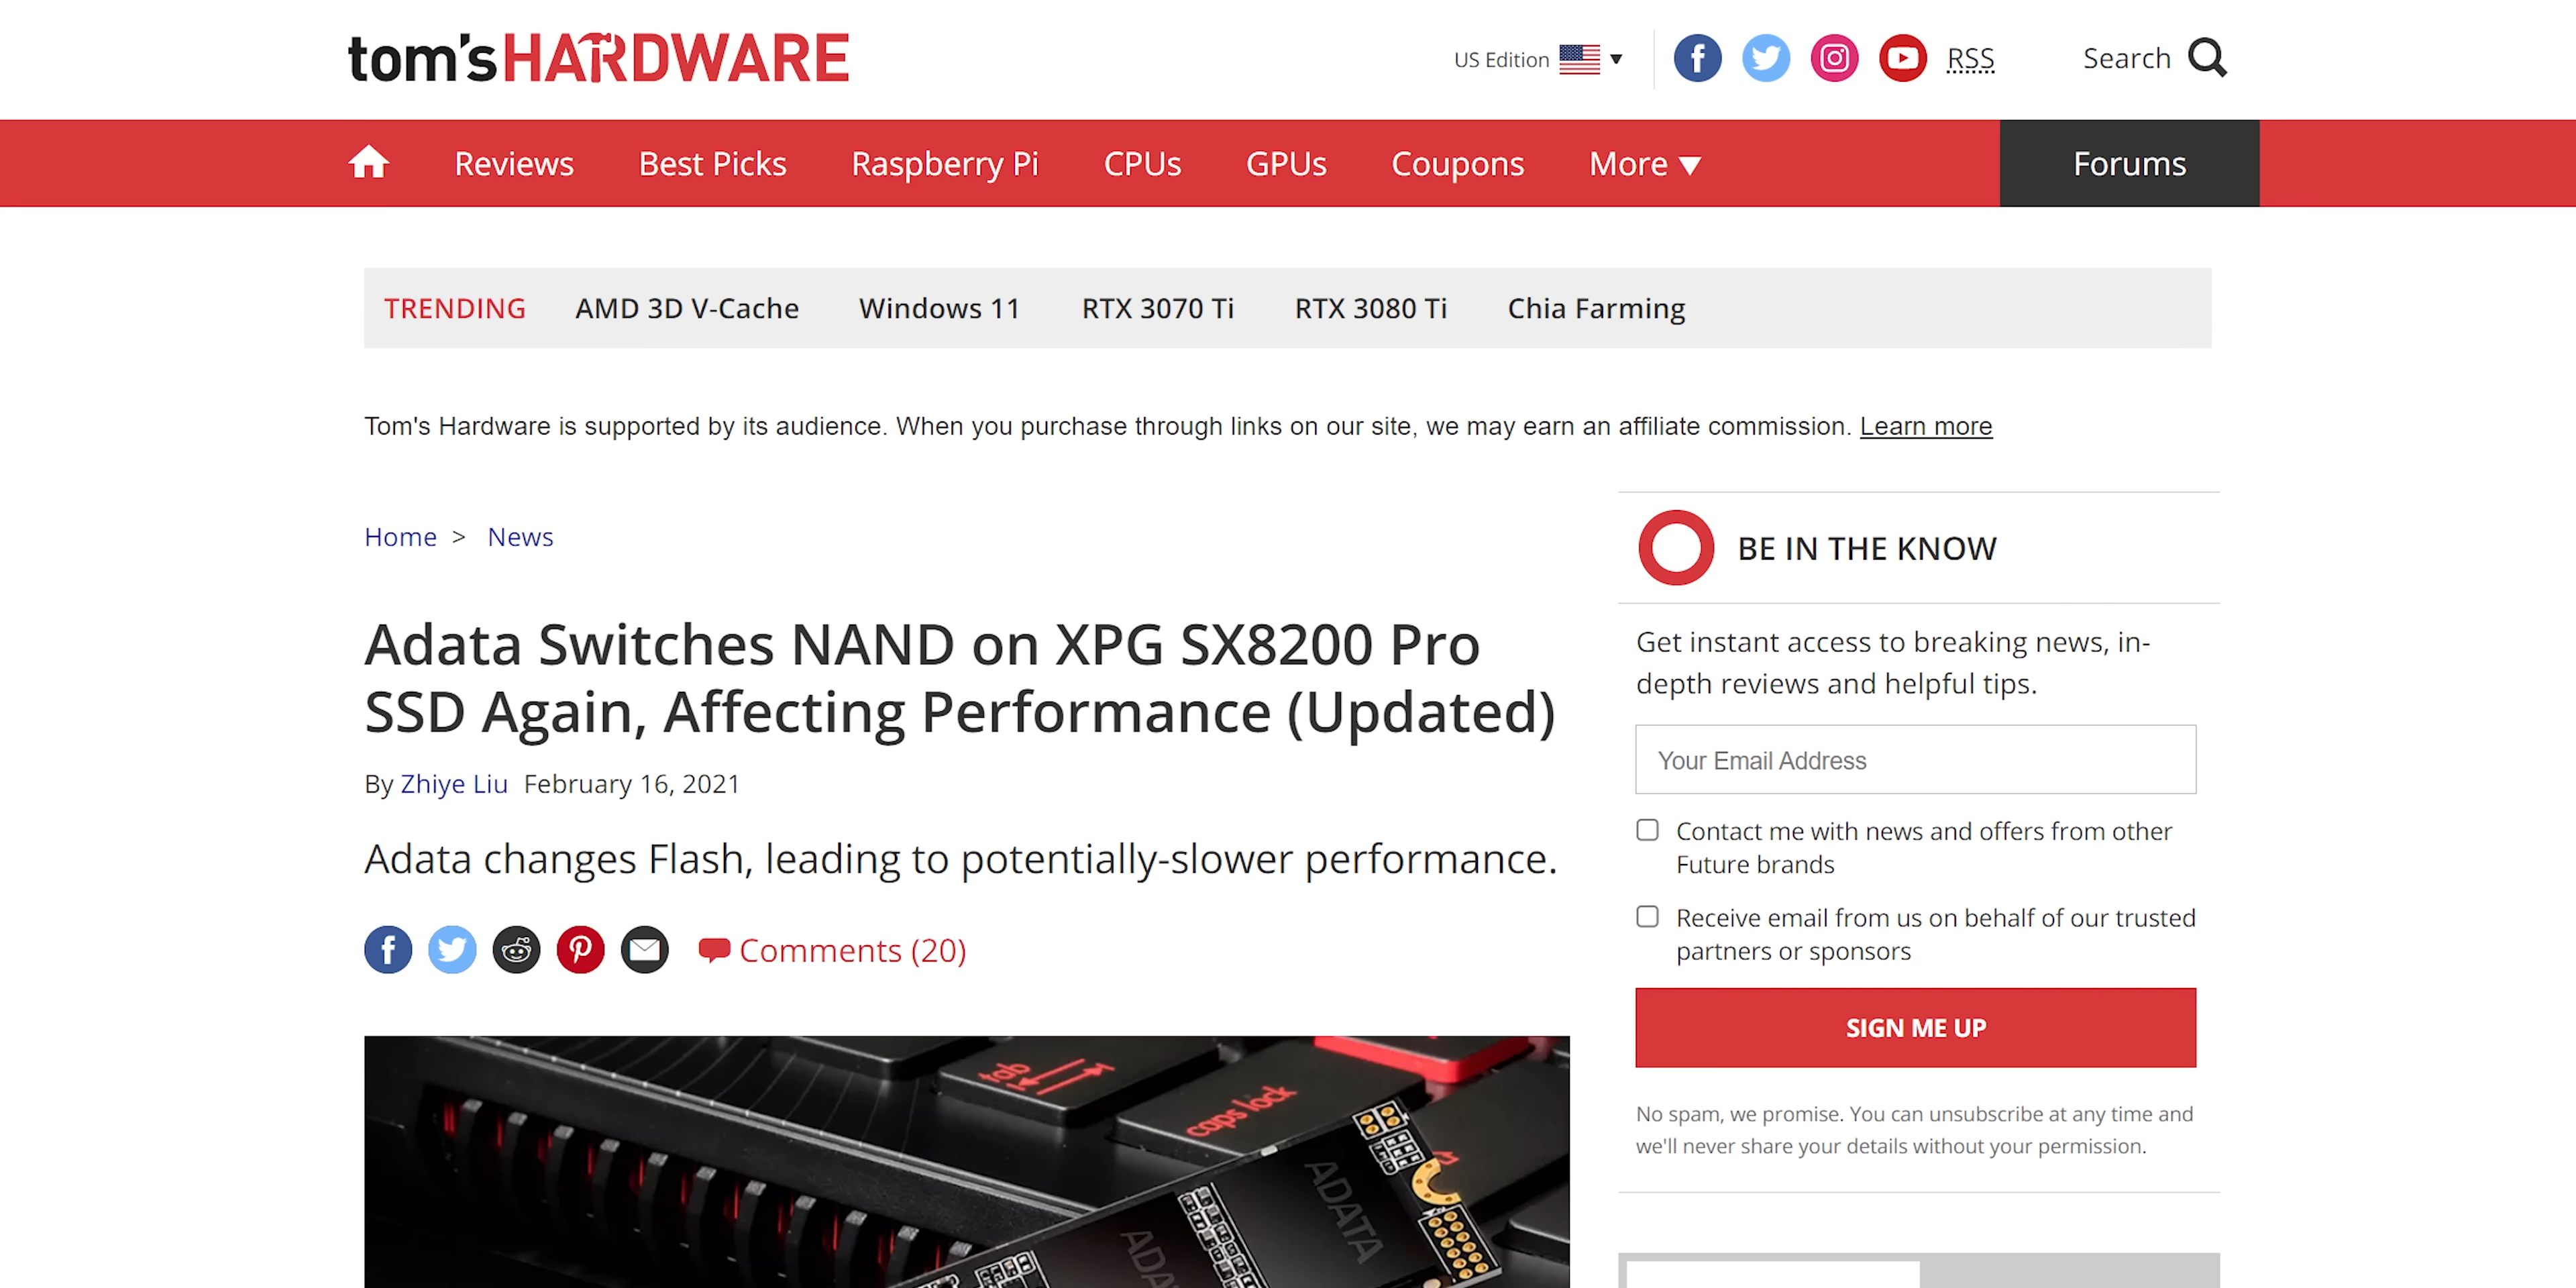 tom's HARDWARE
US Edition
RSS
Search
Reviews
Best Picks
Raspberry Pi
CPUs
GPUs
Coupons
More
Forums
TRENDING
AMD 3D V-Cache
Windows 11
RTX 3070 Ti
RTX 3080 Ti
Chia Farming
Tom's Hardware is supported by its audience. When you purchase through links on our site, we may earn an affiliate commission. Learn more
Home > News
Adata Switches NAND on XPG SX8200 Pro
SSD Again, Affecting Performance (Updated)
By Zhiye Liu February 16, 2021
Adata changes Flash, leading to potentially-slower performance.
Comments (20)
tab
caps lock
ADATA
BE IN THE KNOW
Get instant access to breaking news, in-
depth reviews and helpful tips.
Your Email Address
Contact me with news and offers from other
Future brands
Receive email from us on behalf of our trusted
partners or sponsors
SIGN ME UP
No spam, we promise. You can unsubscribe at any time and
we'll never share your details without your permission.